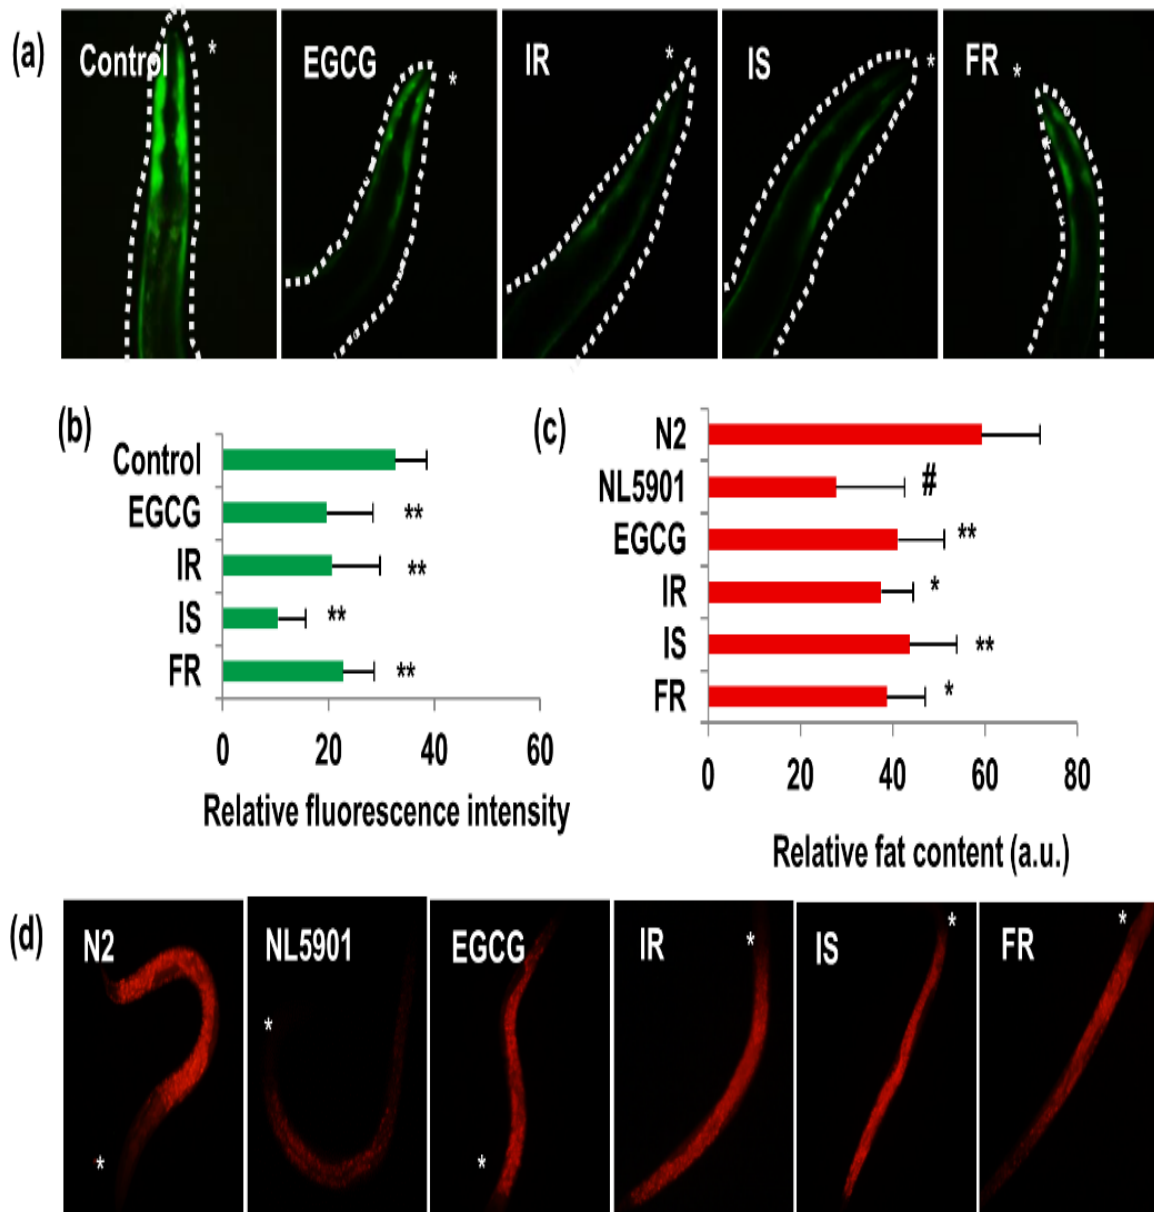 (a)
Control *
EGCG *
IR *
IS *
FR *
(b)
Control
EGCG **
IR **
IS **
FR **
0 20 40 60
Relative fluorescence intensity
(c)
N2
NL5901 #
EGCG **
IR *
IS **
FR *
0 20 40 60 80
Relative fat content (a.u.)
(d)
N2 *
NL5901 *
EGCG *
IR *
IS *
FR *